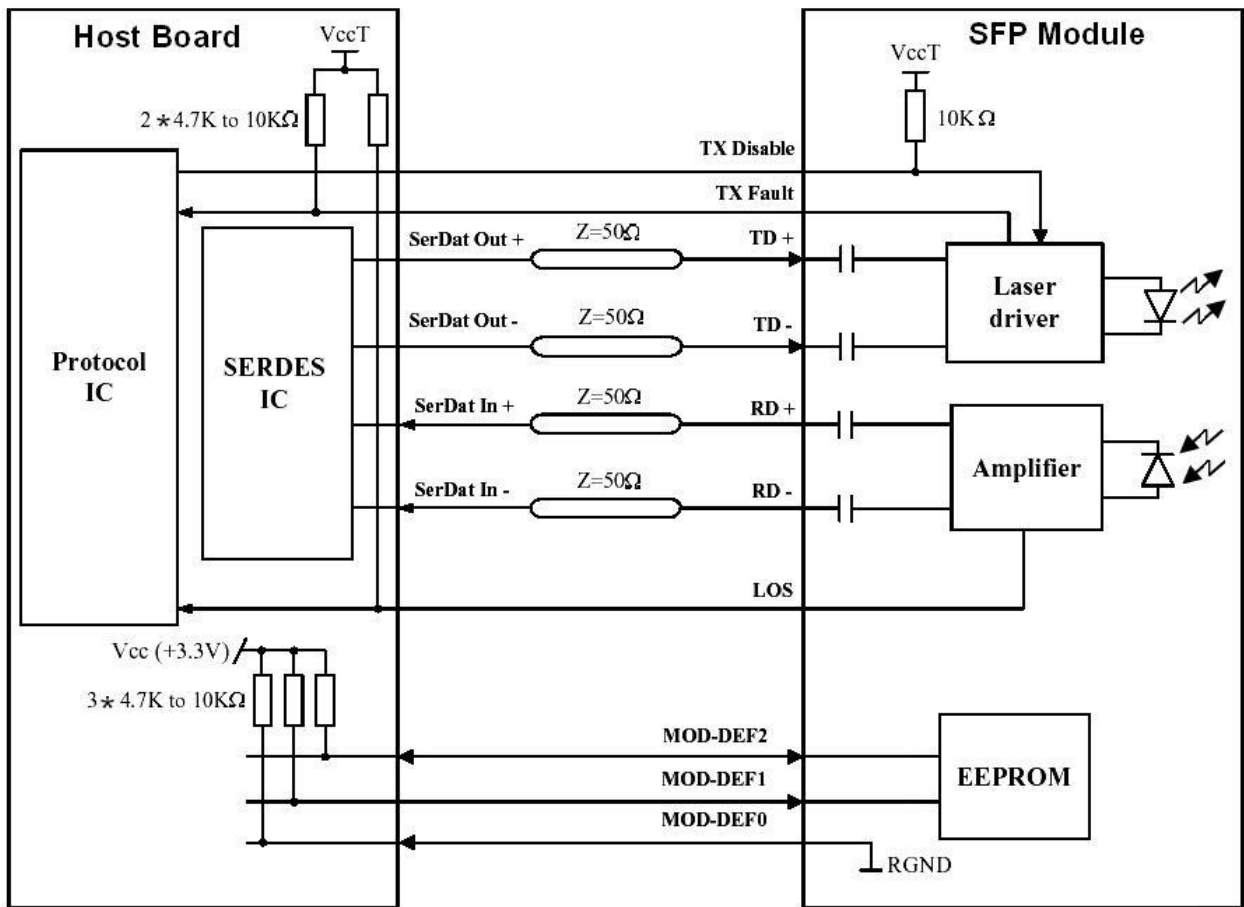 Host Board
VccT
2*4.7K to 10KΩ
SFP Module
VccT
10KΩ
TX Disable
TX Fault
SerDat Out +
Z=50Ω
TD +
SerDat Out -
Z=50Ω
TD -
Laser
driver
Protocol
IC
SERDES
IC
SerDat In +
Z=50Ω
RD +
SerDat In -
Z=50Ω
RD -
Amplifier
LOS
Vcc (+3.3V)
3*4.7K to 10KΩ
MOD-DEF2
MOD-DEF1
MOD-DEF0
EEPROM
RGND